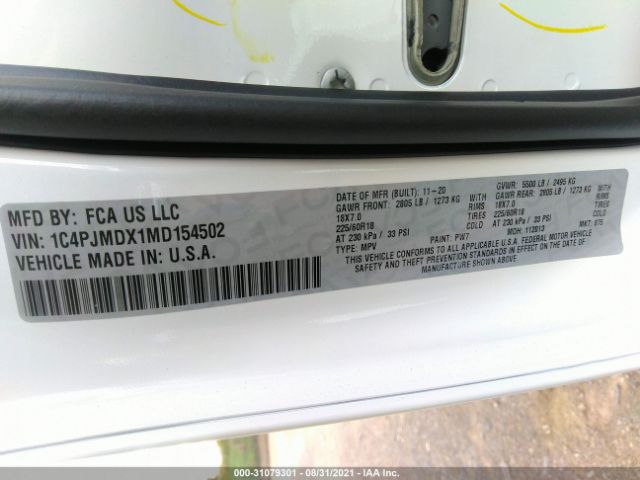 MFD BY: FCA US LLC
VIN: 1C4PJMDX1MD154502
VEHICLE MADE IN: U.S.A.
DATE OF MFR (BUILT): 11-20 GVWR: 5500 LB / 2495 KG
GAWR FRONT: 2805 LB / 1273 KG WITH GAWR REAR: 2805 LB / 1273 KG WITH
18X7.0 RIMS 18X7.0 RIMS
225/60R18 TIRES 225/60R18 TIRES
AT 230 kPa / 33 PSI COLD AT 230 kPa / 33 PSI COLD
TYPE: MPV PAINT: PW7 MDH: 112813 MKT:
CONFORMS TO ALL APPLICABLE U.S.A. FEDERAL MOTOR VEHICLE
SAFETY AND THEFT PREVENTION STANDARDS IN EFFECT ON THE DATE OF
MANUFACTURE SHOWN ABOVE
000-31079301 - 08/31/2021 - IAA Inc.